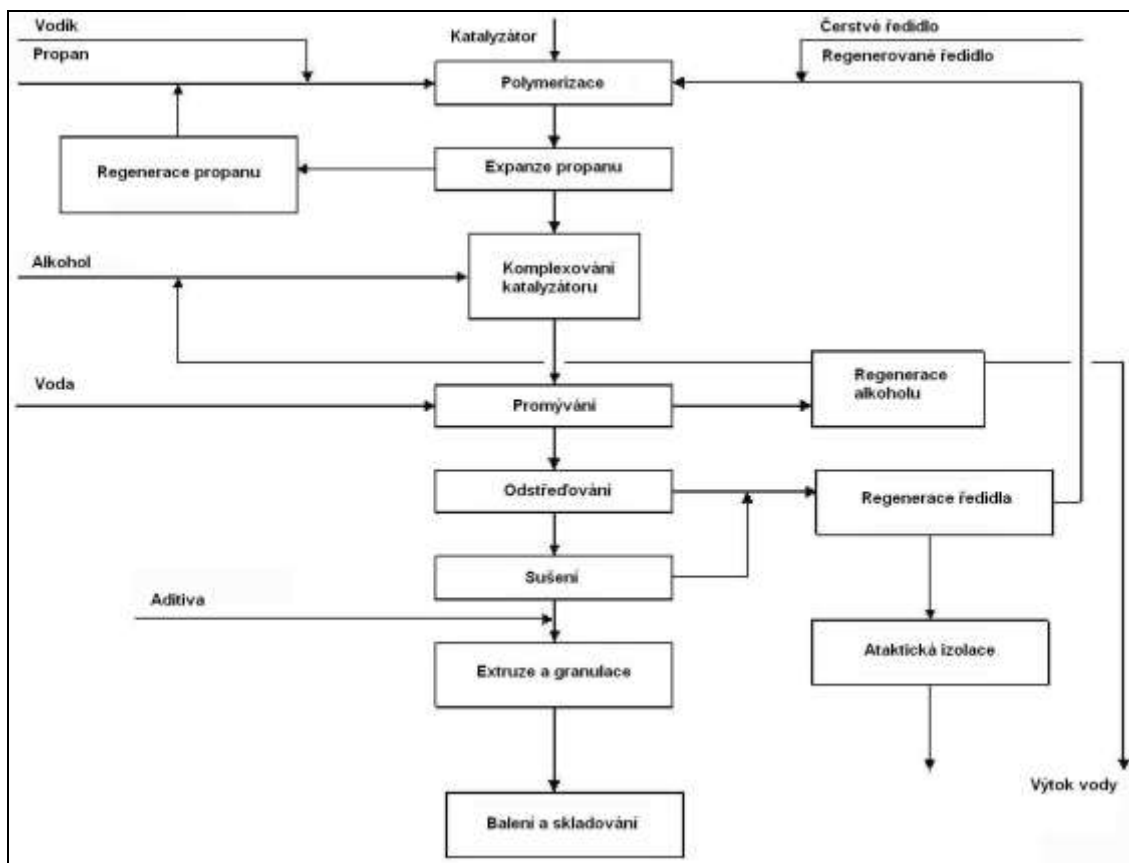 Vodík
Katalyzátor
Čerstvé ředidlo
Propan
Regenerované ředidlo
Polymerizace
Regenerace propanu
Expanze propanu
Alkohol
Komplexování
katalyzátoru
Voda
Regenerace
alkoholu
Promývání
Odstřeďování
Regenerace ředidla
Sušení
Aditiva
Extruze a granulace
Ataktická izolace
Výtok vody
Balení a skladování